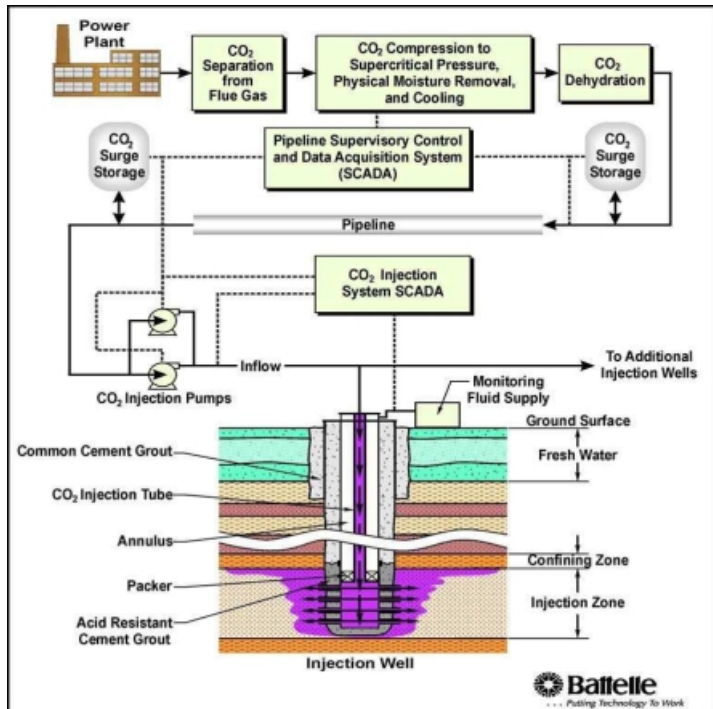 Power
Plant
CO₂
Separation
from
Flue Gas
CO₂ Compression to
Supercritical Pressure,
Physical Moisture Removal,
and Cooling
CO₂
Dehydration
CO₂
Surge
Storage
Pipeline Supervisory Control
and Data Acquisition System
(SCADA)
CO₂
Surge
Storage
Pipeline
CO₂ Injection
System SCADA
Inflow
To Additional
Injection Wells
CO₂ Injection Pumps
Monitoring
Fluid Supply
Ground Surface
Common Cement Grout
Fresh Water
CO₂ Injection Tube
Annulus
Confining Zone
Packer
Injection Zone
Acid Resistant
Cement Grout
Injection Well
Battelle
... Putting Technology To Work